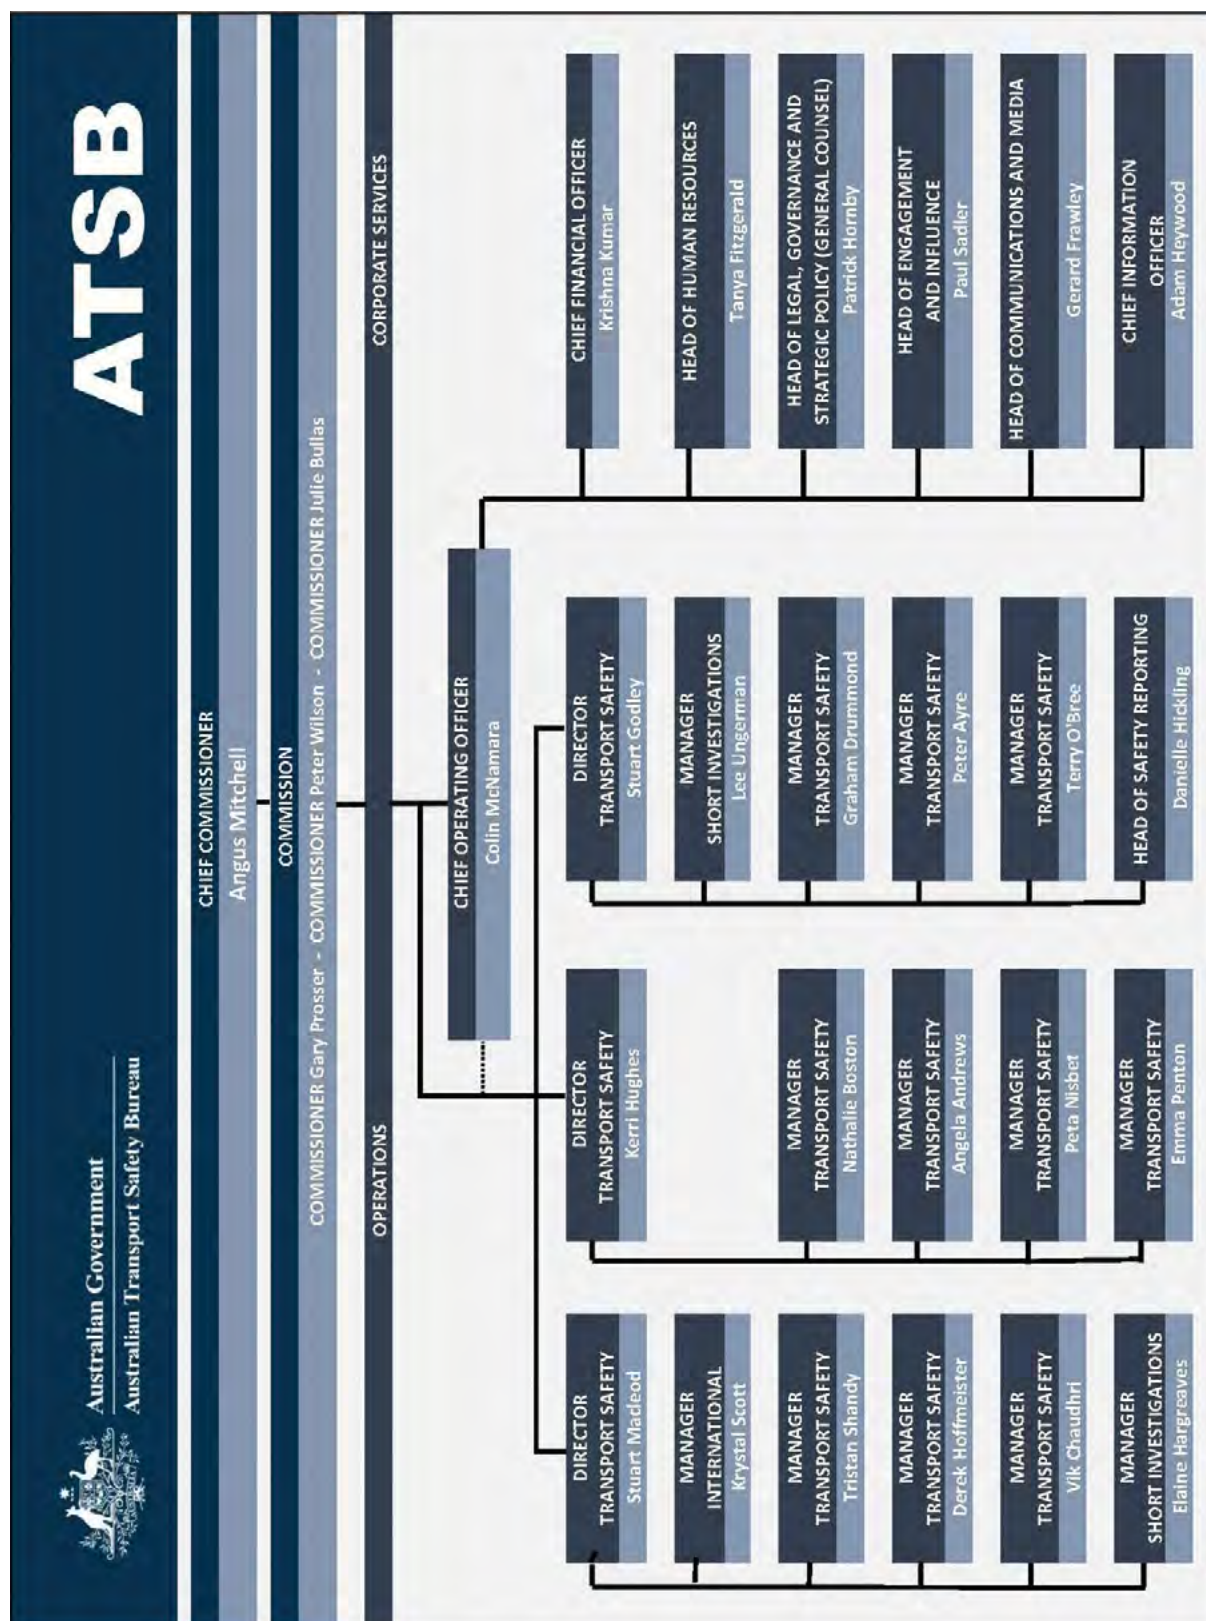 Australian Government
Australian Transport Safety Bureau
ATSB
CHIEF COMMISSIONER
Angus Mitchell
COMMISSION
COMMISSIONER Gary Prosser - COMMISSIONER Peter Wilson - COMMISSIONER Julie Bullas
OPERATIONS
CORPORATE SERVICES
CHIEF OPERATING OFFICER
Colin McNamara
DIRECTOR
TRANSPORT SAFETY
Stuart Macleod
MANAGER
INTERNATIONAL
Krystal Scott
MANAGER
TRANSPORT SAFETY
Tristan Shandy
MANAGER
TRANSPORT SAFETY
Derek Hoffmeister
MANAGER
TRANSPORT SAFETY
Vik Chaudhri
MANAGER
SHORT INVESTIGATIONS
Elaine Hargreaves
DIRECTOR
TRANSPORT SAFETY
Kerri Hughes
MANAGER
TRANSPORT SAFETY
Nathalie Boston
MANAGER
TRANSPORT SAFETY
Angela Andrews
MANAGER
TRANSPORT SAFETY
Peta Nisbet
MANAGER
TRANSPORT SAFETY
Emma Penton
DIRECTOR
TRANSPORT SAFETY
Stuart Godley
MANAGER
SHORT INVESTIGATIONS
Lee Ungerman
MANAGER
TRANSPORT SAFETY
Graham Drummond
MANAGER
TRANSPORT SAFETY
Peter Ayre
MANAGER
TRANSPORT SAFETY
Terry O'Bree
HEAD OF SAFETY REPORTING
Danielle Hickling
CHIEF FINANCIAL OFFICER
Krishna Kumar
HEAD OF HUMAN RESOURCES
Tanya Fitzgerald
HEAD OF LEGAL, GOVERNANCE AND
STRATEGIC POLICY (GENERAL COUNSEL)
Patrick Hornby
HEAD OF ENGAGEMENT
AND INFLUENCE
Paul Sadler
HEAD OF COMMUNICATIONS AND MEDIA
Gerard Frawley
CHIEF INFORMATION
OFFICER
Adam Heywood